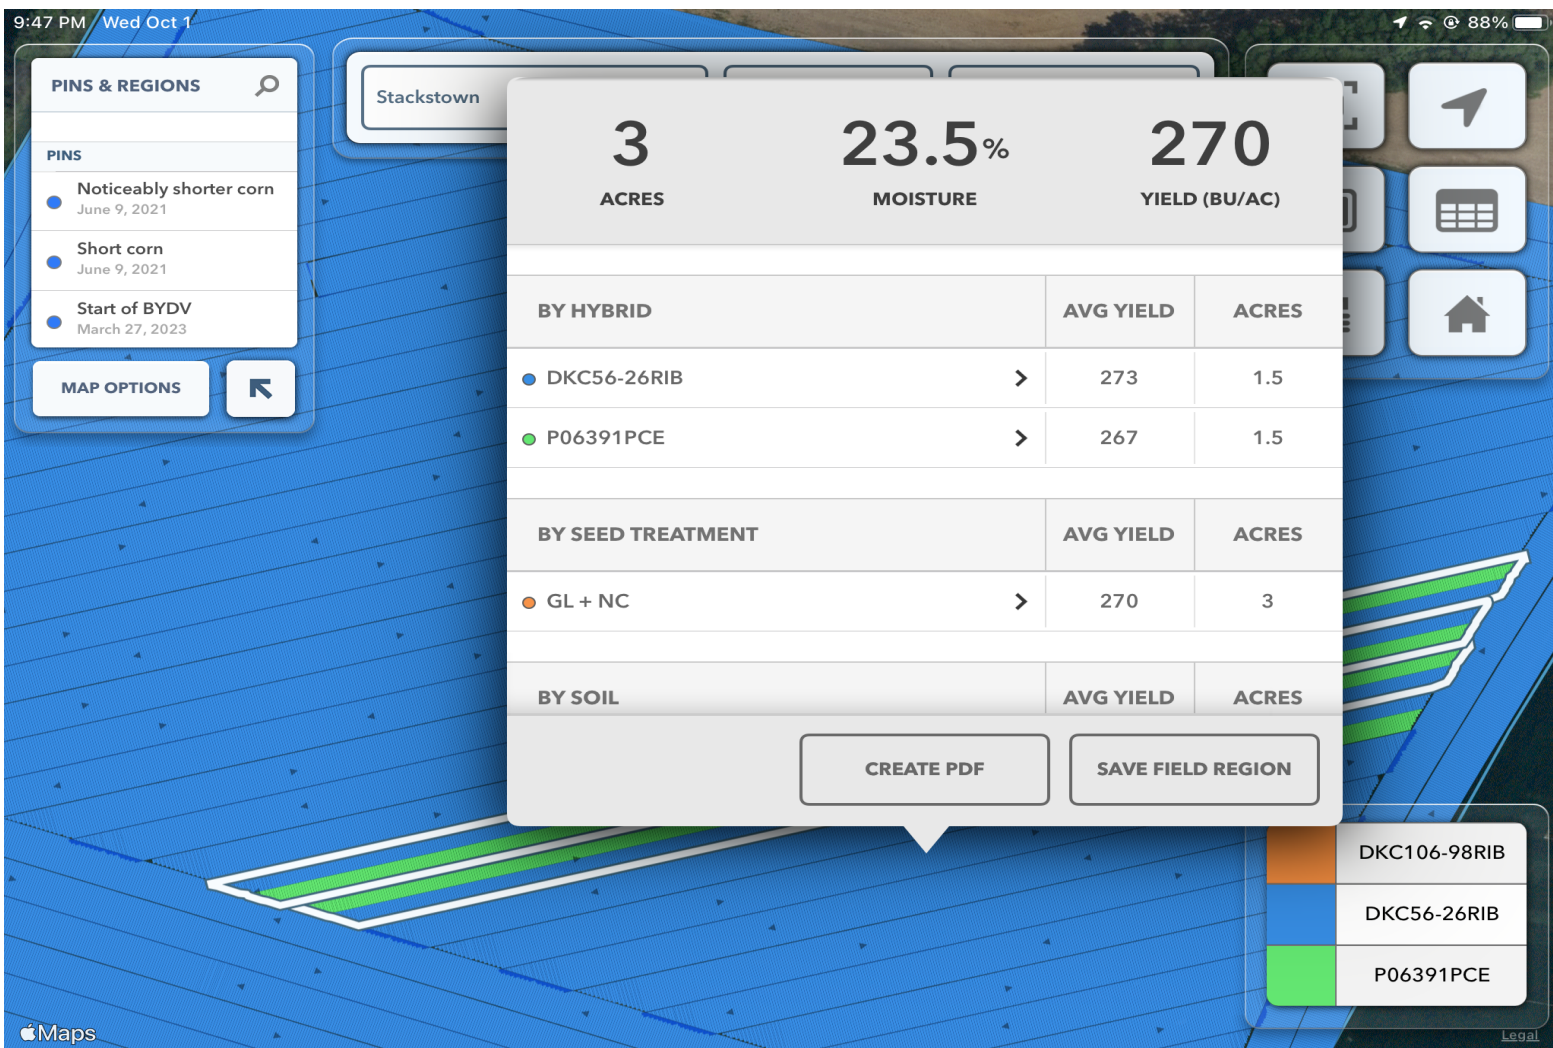 9:47 PM Wed Oct 1
88%
PINS & REGIONS
PINS
Noticeably shorter corn
June 9, 2021
Short corn
June 9, 2021
Start of BYDV
March 27, 2023
MAP OPTIONS
Stackstown
3 23.5% 270
ACRES MOISTURE YIELD (BU/AC)
BY HYBRID AVG YIELD ACRES
DKC56-26RIB 273 1.5
P06391PCE 267 1.5
BY SEED TREATMENT AVG YIELD ACRES
GL + NC 270 3
BY SOIL AVG YIELD ACRES
CREATE PDF SAVE FIELD REGION
DKC106-98RIB
DKC56-26RIB
P06391PCE
Maps
Legal